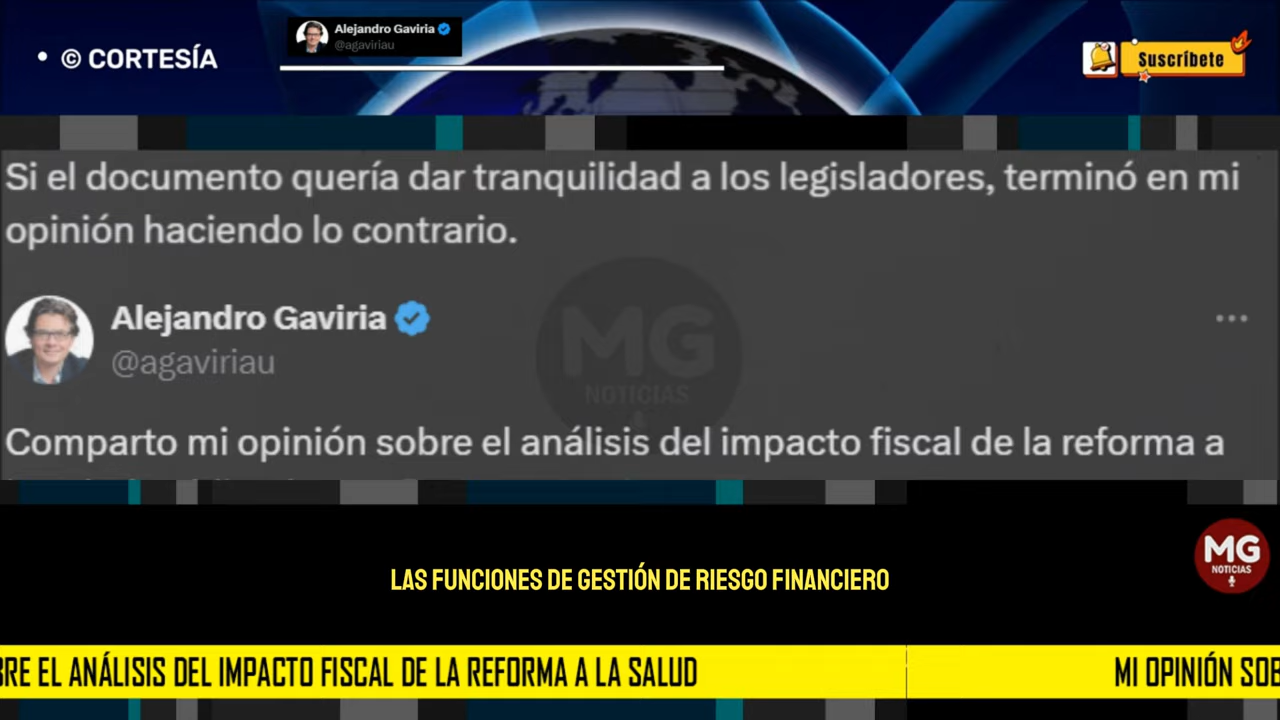 • © CORTESÍA
Alejandro Gaviria
@agaviriau
Suscríbete
Si el documento quería dar tranquilidad a los legisladores, terminó en mi
opinión haciendo lo contrario.
Alejandro Gaviria
@agaviriau
MG
NOTICIAS
Comparto mi opinión sobre el análisis del impacto fiscal de la reforma a
LAS FUNCIONES DE GESTIÓN DE RIESGO FINANCIERO
MG
NOTICIAS
BRE EL ANÁLISIS DEL IMPACTO FISCAL DE LA REFORMA A LA SALUD
MI OPINIÓN SOB